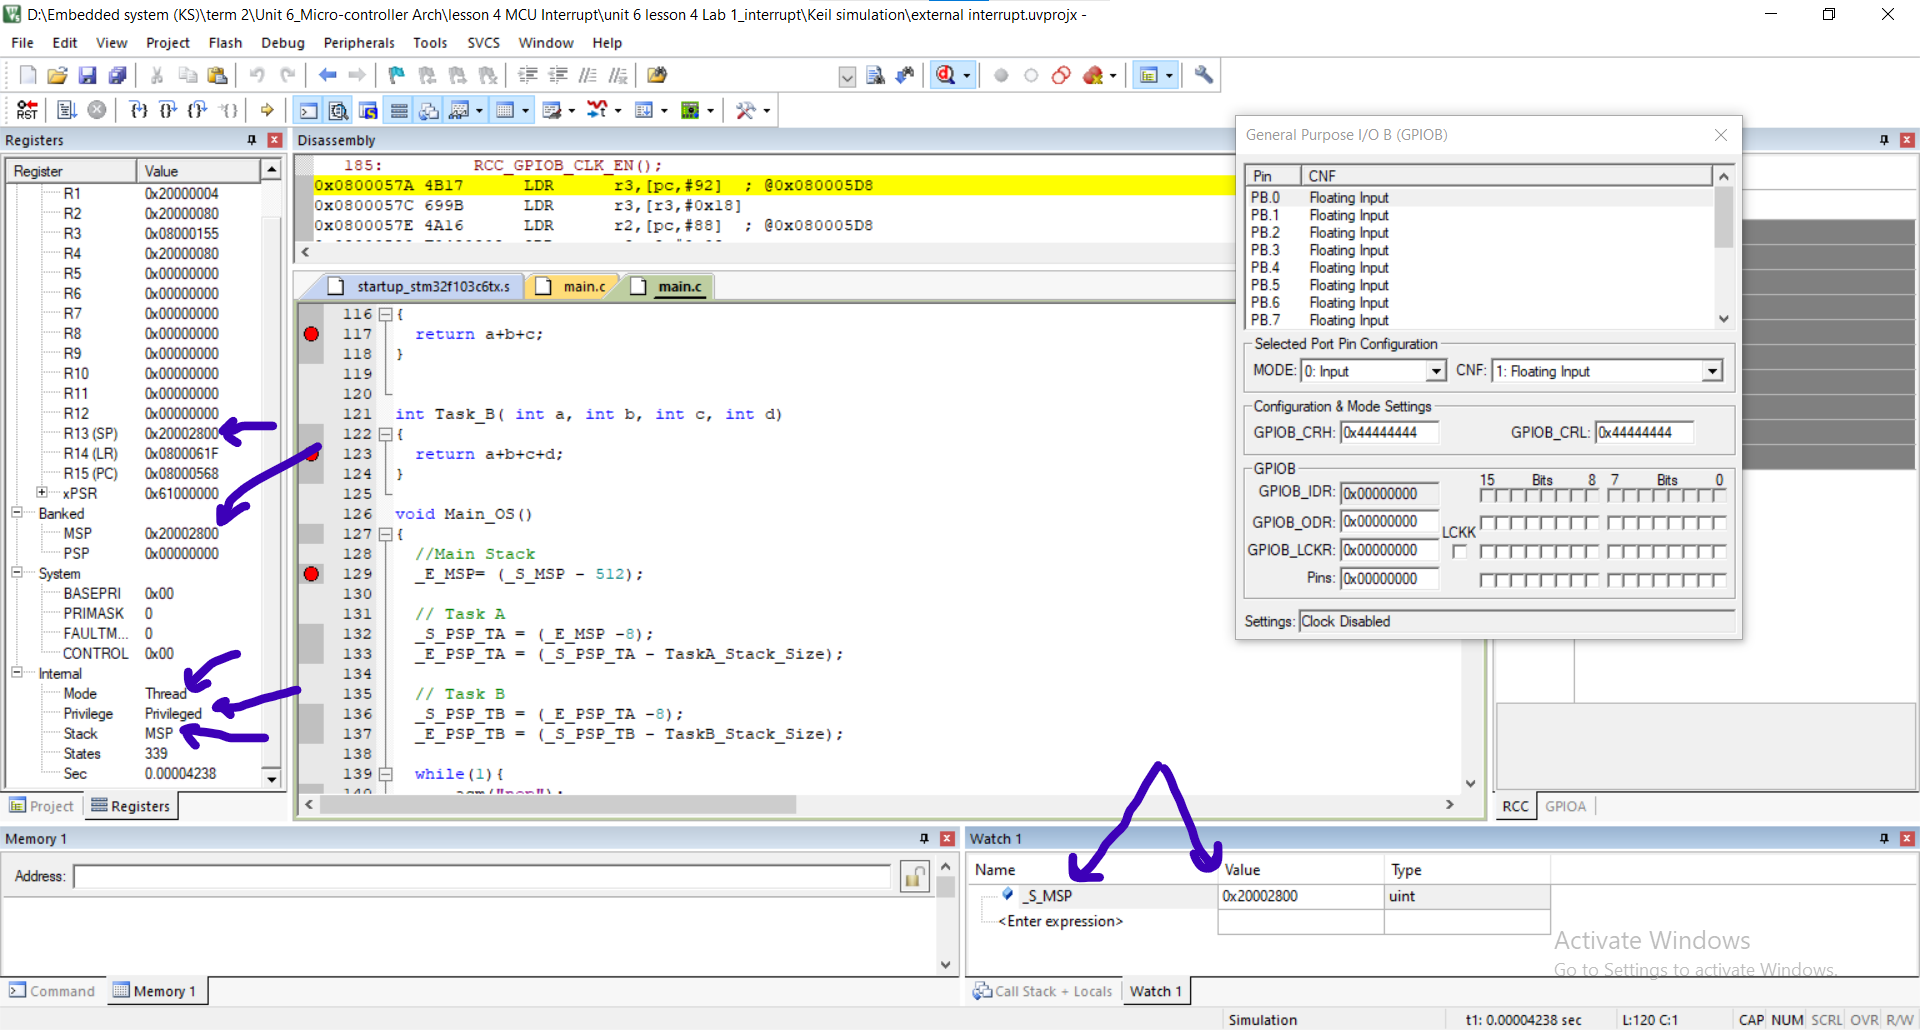 D:\Embedded system (KS)\term 2\Unit 6_Micro-controller Arch\lesson 4 MCU Interrupt\unit 6 lesson 4 Lab 1_interrupt\Keil simulation\external interrupt.uvprojx -
File Edit View Project Flash Debug Peripherals Tools SVCS Window Help
RST
Registers
Register Value
R1 0x20000004
R2 0x20000080
R3 0x08000155
R4 0x20000080
R5 0x00000000
R6 0x00000000
R7 0x00000000
R8 0x00000000
R9 0x00000000
R10 0x00000000
R11 0x00000000
R12 0x00000000
R13 (SP) 0x20002800
R14 (LR) 0x0800061F
R15 (PC) 0x08000568
xPSR 0x61000000
Banked
MSP 0x20002800
PSP 0x00000000
System
BASEPRI 0x00
PRIMASK 0
FAULTM... 0
CONTROL 0x00
Internal
Mode Thread
Privilege Privileged
Stack MSP
States 339
Sec 0.00004238
Project Registers
Disassembly
185: RCC_GPIOB_CLK_EN();
0x0800057A 4B17 LDR r3,[pc,#92] ; @0x080005D8
0x0800057C 699B LDR r3,[r3,#0x18]
0x0800057E 4A16 LDR r2,[pc,#88] ; @0x080005D8
startup_stm32f103c6tx.s main.c main.c
116 {
117 return a+b+c;
118 }
119
120
121 int Task_B( int a, int b, int c, int d)
122 {
123 return a+b+c+d;
124 }
125
126 void Main_OS()
127 {
128 //Main Stack
129 _E_MSP= (_S_MSP - 512);
130
131 // Task A
132 _S_PSP_TA = (_E_MSP -8);
133 _E_PSP_TA = (_S_PSP_TA - TaskA_Stack_Size);
134
135 // Task B
136 _S_PSP_TB = (_E_PSP_TA -8);
137 _E_PSP_TB = (_S_PSP_TB - TaskB_Stack_Size);
138
139 while(1){
General Purpose I/O B (GPIOB)
Pin CNF
PB.0 Floating Input
PB.1 Floating Input
PB.2 Floating Input
PB.3 Floating Input
PB.4 Floating Input
PB.5 Floating Input
PB.6 Floating Input
PB.7 Floating Input
Selected Port Pin Configuration
MODE: 0: Input CNF: 1: Floating Input
Configuration & Mode Settings
GPIOB_CRH: 0x44444444 GPIOB_CRL: 0x44444444
GPIOB
15 Bits 8 7 Bits 0
GPIOB_IDR: 0x00000000
GPIOB_ODR: 0x00000000
LCKK
GPIOB_LCKR: 0x00000000
Pins: 0x00000000
Settings: Clock Disabled
RCC GPIOA
Memory 1
Address:
Command Memory 1
Watch 1
Name Value Type
_S_MSP 0x20002800 uint
<Enter expression>
Call Stack + Locals Watch 1
Activate Windows
Go to Settings to activate Windows.
Simulation t1: 0.00004238 sec L:120 C:1 CAP NUM SCRL OVR R/W